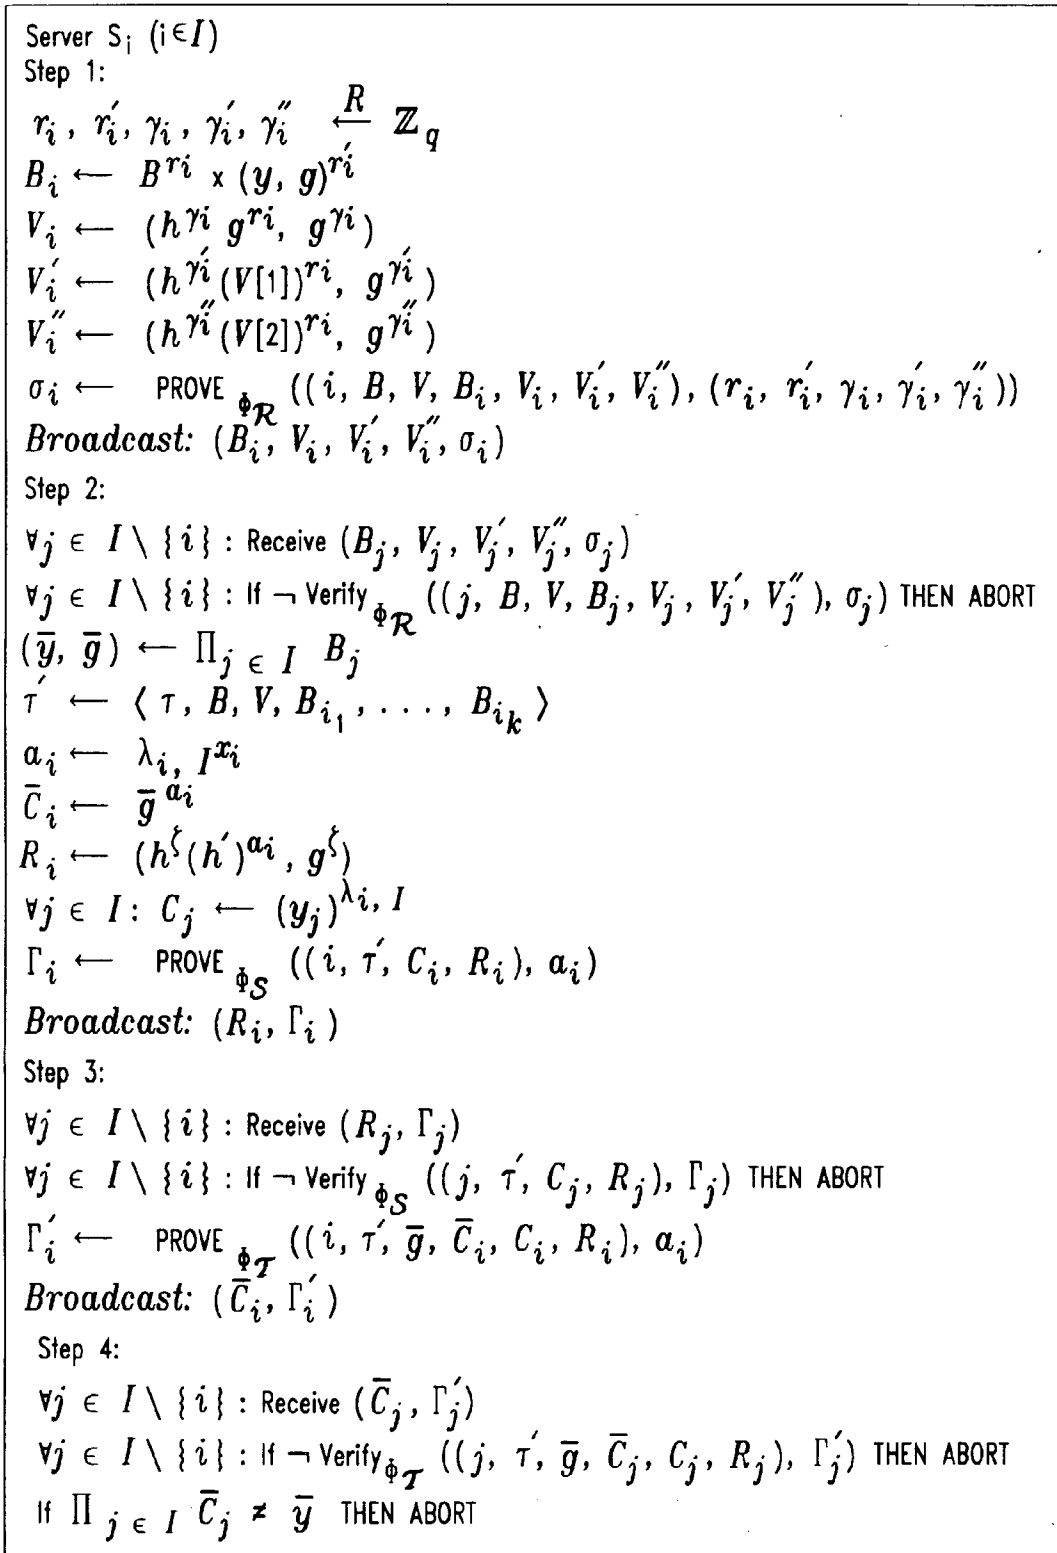 Server S_i (i ∈ I)
Step 1:
r_i, r_i′, γ_i, γ_i′, γ_i″ ←^R ℤ_q
B_i ← B^{r_i} × (y, g)^{r_i′}
V_i ← (h^{γ_i} g^{r_i}, g^{γ_i})
V_i′ ← (h^{γ_i′} (V[1])^{r_i}, g^{γ_i′})
V_i″ ← (h^{γ_i″} (V[2])^{r_i}, g^{γ_i″})
σ_i ← PROVE_{Φ_ℛ} ((i, B, V, B_i, V_i, V_i′, V_i″), (r_i, r_i′, γ_i, γ_i′, γ_i″))
Broadcast: (B_i, V_i, V_i′, V_i″, σ_i)
Step 2:
∀j ∈ I \ {i} : Receive (B_j, V_j, V_j′, V_j″, σ_j)
∀j ∈ I \ {i} : If ¬ Verify_{Φ_ℛ} ((j, B, V, B_j, V_j, V_j′, V_j″), σ_j) THEN ABORT
(ȳ, ḡ) ← Π_{j ∈ I} B_j
τ′ ← ⟨ τ, B, V, B_{i_1}, . . . , B_{i_k} ⟩
a_i ← λ_{i, I} x_i
C̄_i ← ḡ^{a_i}
R_i ← (h^ζ (h′)^{a_i}, g^ζ)
∀j ∈ I : C_j ← (y_j)^{λ_{i, I}}
Γ_i ← PROVE_{Φ_𝒮} ((i, τ′, C_i, R_i), a_i)
Broadcast: (R_i, Γ_i)
Step 3:
∀j ∈ I \ {i} : Receive (R_j, Γ_j)
∀j ∈ I \ {i} : If ¬ Verify_{Φ_𝒮} ((j, τ′, C_j, R_j), Γ_j) THEN ABORT
Γ_i′ ← PROVE_{Φ_𝒯} ((i, τ′, ḡ, C̄_i, C_i, R_i), a_i)
Broadcast: (C̄_i, Γ_i′)
Step 4:
∀j ∈ I \ {i} : Receive (C̄_j, Γ_j′)
∀j ∈ I \ {i} : If ¬ Verify_{Φ_𝒯} ((j, τ′, ḡ, C̄_j, C_j, R_j), Γ_j′) THEN ABORT
If Π_{j ∈ I} C̄_j ≠ ȳ THEN ABORT